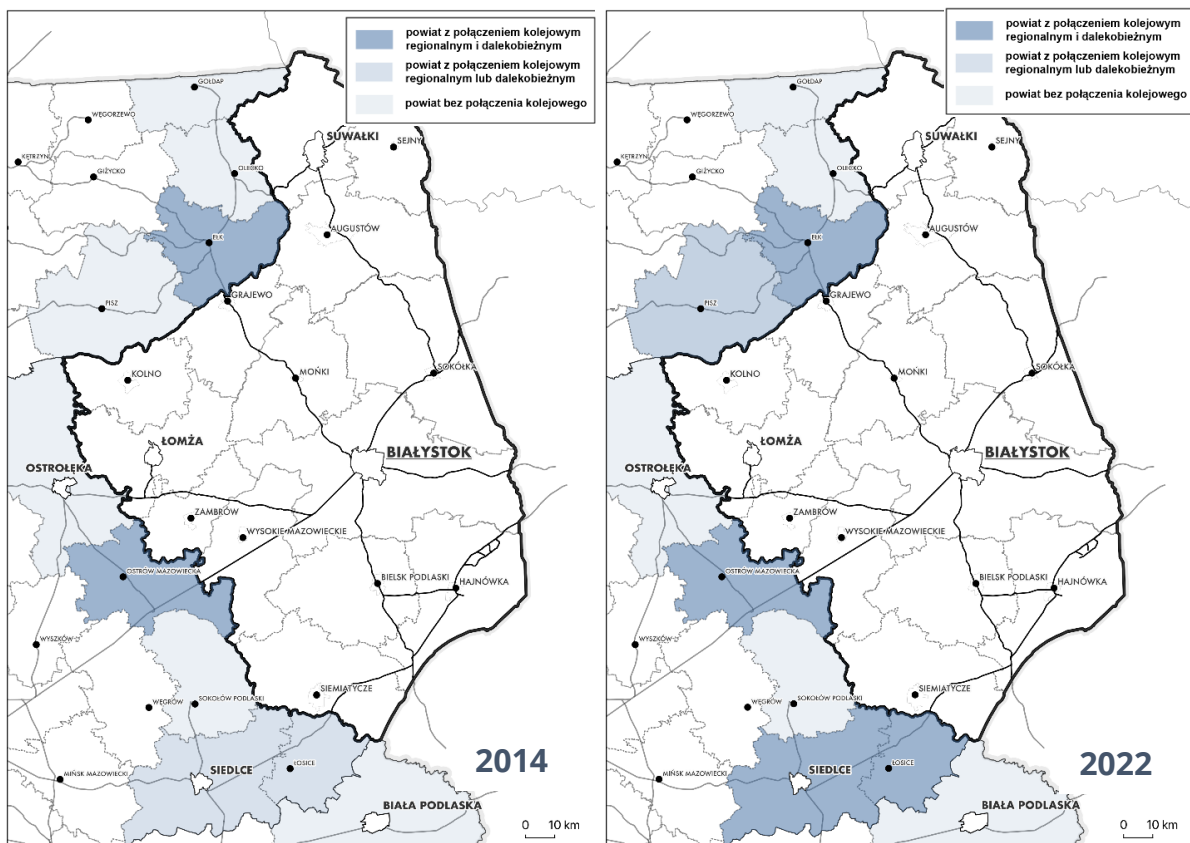 powiat z połączeniem kolejowym
regionalnym i dalekobieżnym
powiat z połączeniem kolejowym
regionalnym lub dalekobieżnym
powiat bez połączenia kolejowego
GOŁDAP
WĘGORZEWO
SUWAŁKI
SEJNY
KĘTRZYN
GIŻYCKO
OLECKO
AUGUSTÓW
EŁK
GRAJEWO
PISZ
KOLNO
MOŃKI
SOKÓŁKA
ŁOMŻA
BIAŁYSTOK
OSTROŁĘKA
ZAMBRÓW
WYSOKIE MAZOWIECKIE
OSTRÓW MAZOWIECKA
BIELSK PODLASKI
HAJNÓWKA
WYSZKÓW
SIEMIATYCZE
WĘGRÓW
SOKOŁÓW PODLASKI
MIŃSK MAZOWIECKI
SIEDLCE
ŁOSICE
2014
BIAŁA PODLASKA
0 10 km
powiat z połączeniem kolejowym
regionalnym i dalekobieżnym
powiat z połączeniem kolejowym
regionalnym lub dalekobieżnym
powiat bez połączenia kolejowego
GOŁDAP
WĘGORZEWO
SUWAŁKI
SEJNY
KĘTRZYN
GIŻYCKO
OLECKO
AUGUSTÓW
EŁK
GRAJEWO
PISZ
KOLNO
MOŃKI
SOKÓŁKA
ŁOMŻA
BIAŁYSTOK
OSTROŁĘKA
ZAMBRÓW
WYSOKIE MAZOWIECKIE
OSTRÓW MAZOWIECKA
BIELSK PODLASKI
HAJNÓWKA
WYSZKÓW
SIEMIATYCZE
WĘGRÓW
SOKOŁÓW PODLASKI
MIŃSK MAZOWIECKI
SIEDLCE
ŁOSICE
2022
BIAŁA PODLASKA
0 10 km